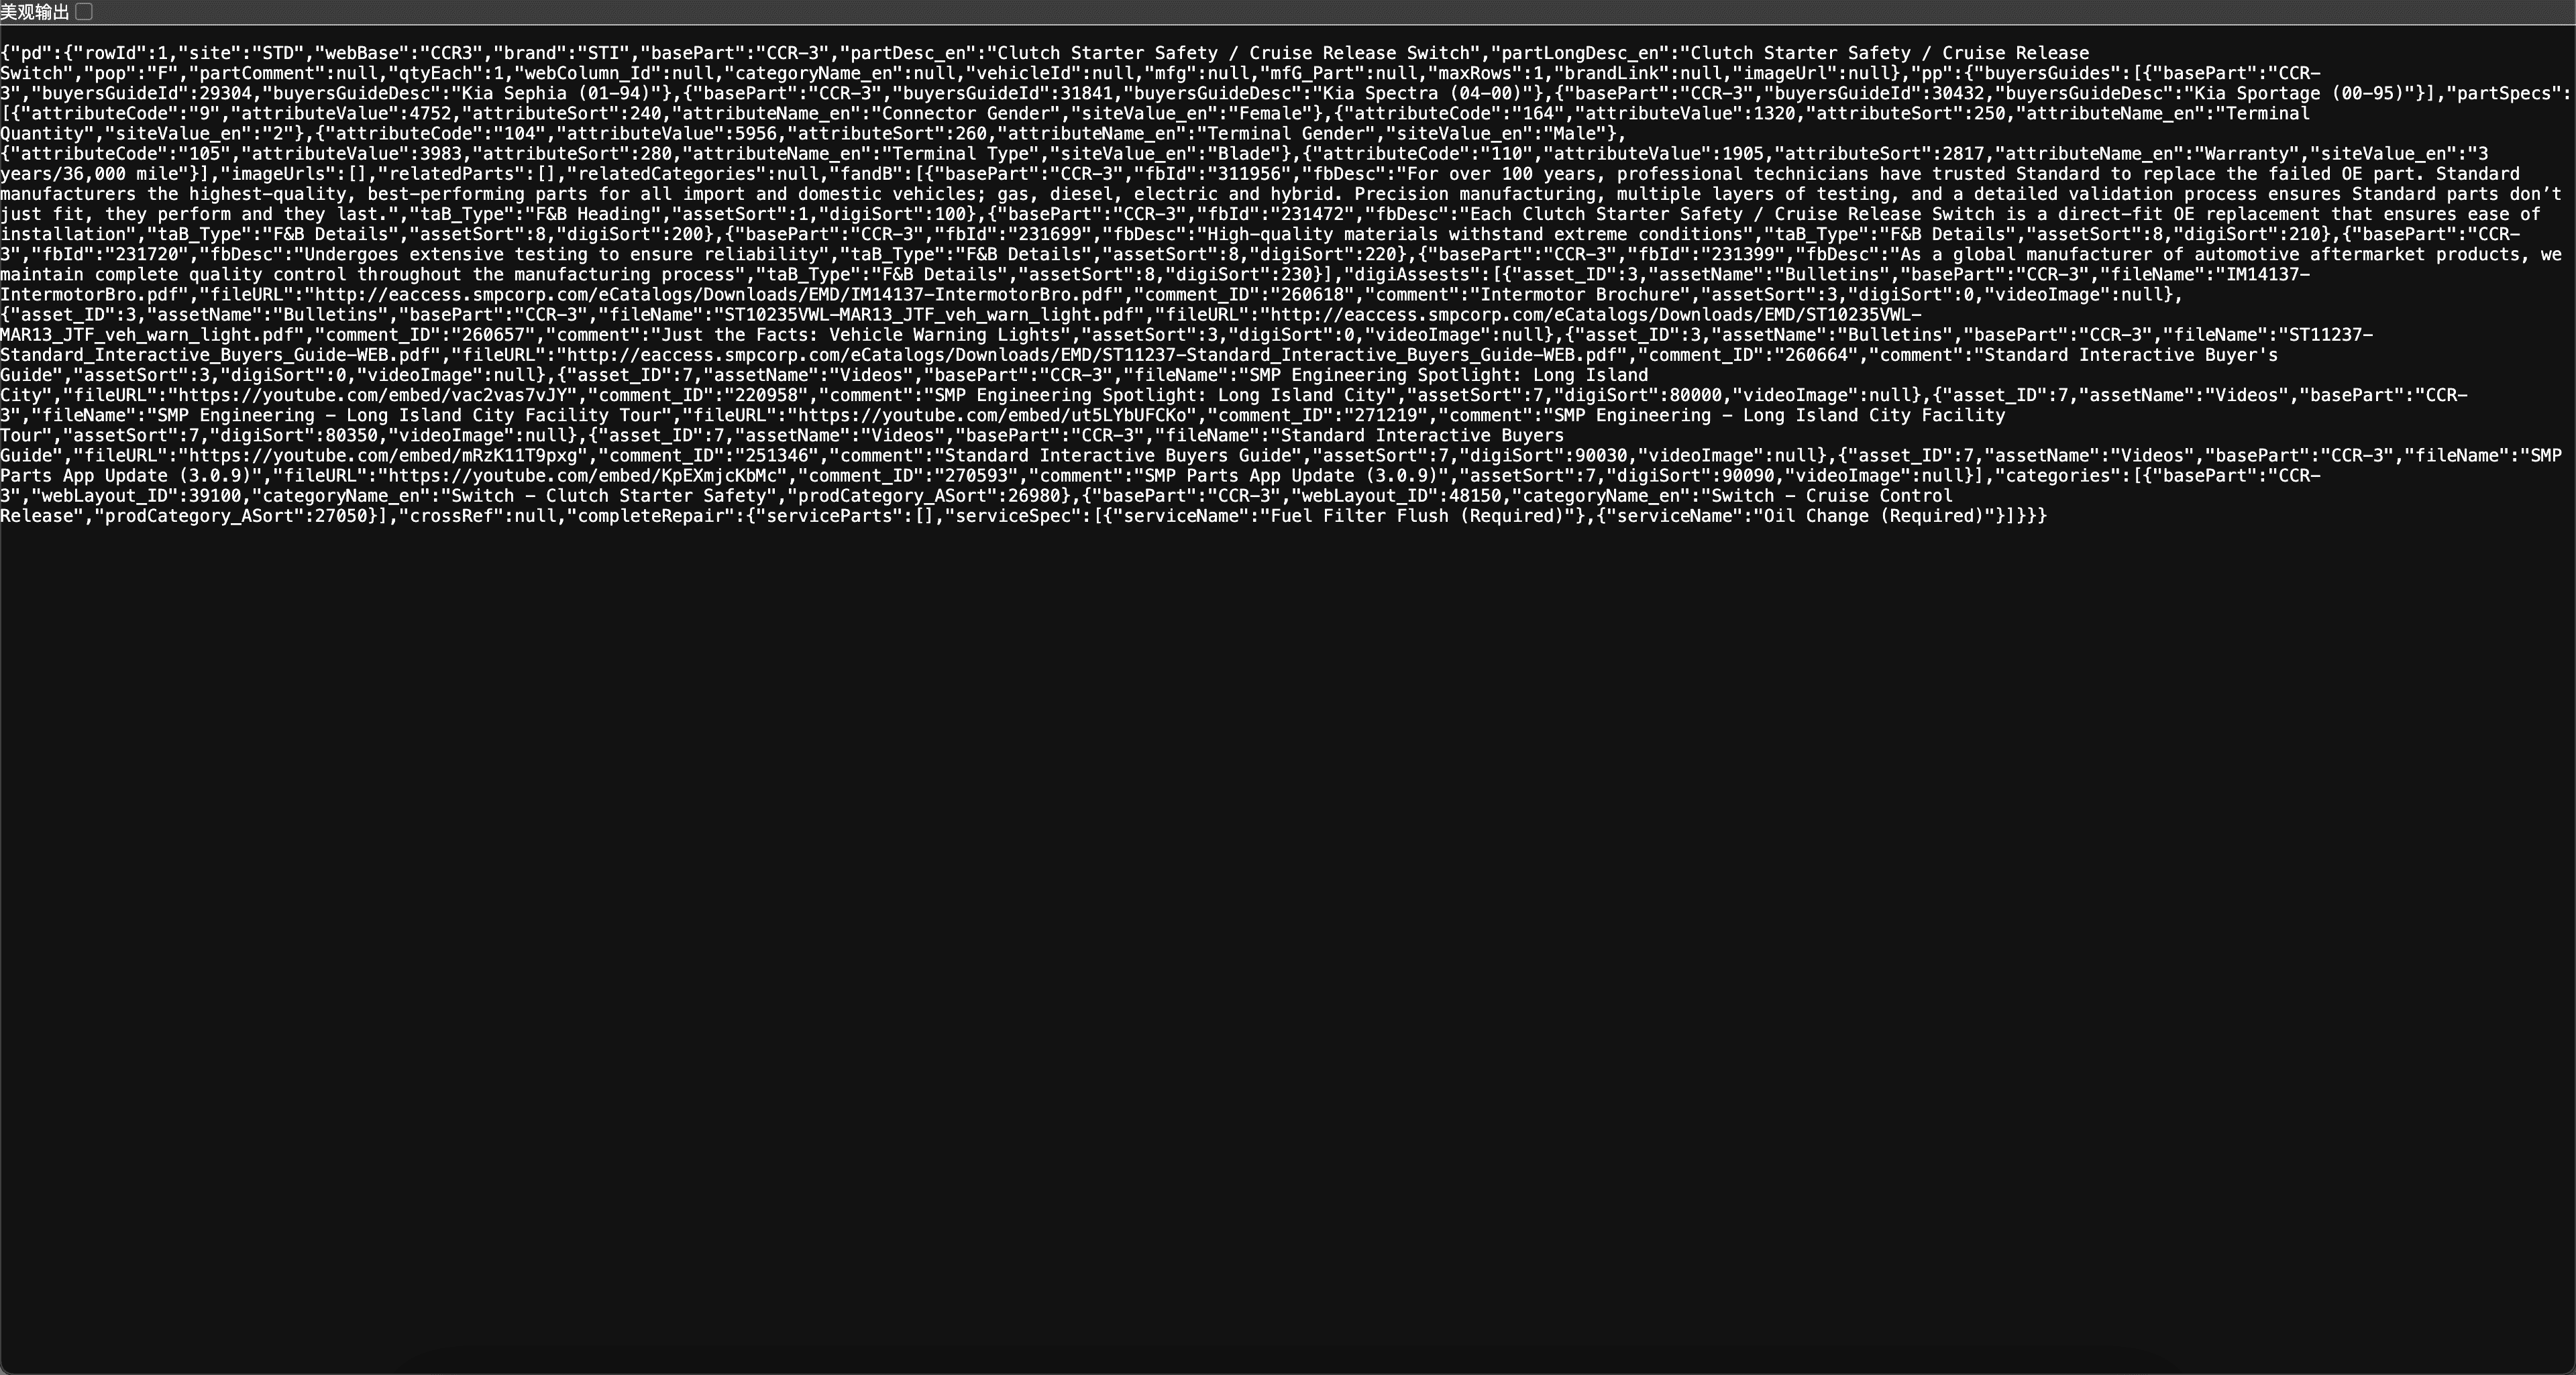 美观输出
{"pd":{"rowId":1,"site":"STD","webBase":"CCR3","brand":"STI","basePart":"CCR-3","partDesc_en":"Clutch Starter Safety / Cruise Release Switch","partLongDesc_en":"Clutch Starter Safety / Cruise Release
Switch","pop":"F","partComment":null,"qtyEach":1,"webColumn_Id":null,"categoryName_en":null,"vehicleId":null,"mfg":null,"mfG_Part":null,"maxRows":1,"brandLink":null,"imageUrl":null},"pp":{"buyersGuides":[{"basePart":"CCR-
3","buyersGuideId":29304,"buyersGuideDesc":"Kia Sephia (01-94)"},{"basePart":"CCR-3","buyersGuideId":31841,"buyersGuideDesc":"Kia Spectra (04-00)"},{"basePart":"CCR-3","buyersGuideId":30432,"buyersGuideDesc":"Kia Sportage (00-95)"}],"partSpecs":
[{"attributeCode":"9","attributeValue":4752,"attributeSort":240,"attributeName_en":"Connector Gender","siteValue_en":"Female"},{"attributeCode":"164","attributeValue":1320,"attributeSort":250,"attributeName_en":"Terminal
Quantity","siteValue_en":"2"},{"attributeCode":"104","attributeValue":5956,"attributeSort":260,"attributeName_en":"Terminal Gender","siteValue_en":"Male"},
{"attributeCode":"105","attributeValue":3983,"attributeSort":280,"attributeName_en":"Terminal Type","siteValue_en":"Blade"},{"attributeCode":"110","attributeValue":1905,"attributeSort":2817,"attributeName_en":"Warranty","siteValue_en":"3
years/36,000 mile"}],"imageUrls":[],"relatedParts":[],"relatedCategories":null,"fandB":[{"basePart":"CCR-3","fbId":"311956","fbDesc":"For over 100 years, professional technicians have trusted Standard to replace the failed OE part. Standard
manufacturers the highest-quality, best-performing parts for all import and domestic vehicles; gas, diesel, electric and hybrid. Precision manufacturing, multiple layers of testing, and a detailed validation process ensures Standard parts don’t
just fit, they perform and they last.","taB_Type":"F&B Heading","assetSort":1,"digiSort":100},{"basePart":"CCR-3","fbId":"231472","fbDesc":"Each Clutch Starter Safety / Cruise Release Switch is a direct-fit OE replacement that ensures ease of
installation","taB_Type":"F&B Details","assetSort":8,"digiSort":200},{"basePart":"CCR-3","fbId":"231699","fbDesc":"High-quality materials withstand extreme conditions","taB_Type":"F&B Details","assetSort":8,"digiSort":210},{"basePart":"CCR-
3","fbId":"231720","fbDesc":"Undergoes extensive testing to ensure reliability","taB_Type":"F&B Details","assetSort":8,"digiSort":220},{"basePart":"CCR-3","fbId":"231399","fbDesc":"As a global manufacturer of automotive aftermarket products, we
maintain complete quality control throughout the manufacturing process","taB_Type":"F&B Details","assetSort":8,"digiSort":230}],"digiAssests":[{"asset_ID":3,"assetName":"Bulletins","basePart":"CCR-3","fileName":"IM14137-
IntermotorBro.pdf","fileURL":"http://eaccess.smpcorp.com/eCatalogs/Downloads/EMD/IM14137-IntermotorBro.pdf","comment_ID":"260618","comment":"Intermotor Brochure","assetSort":3,"digiSort":0,"videoImage":null},
{"asset_ID":3,"assetName":"Bulletins","basePart":"CCR-3","fileName":"ST10235VWL-MAR13_JTF_veh_warn_light.pdf","fileURL":"http://eaccess.smpcorp.com/eCatalogs/Downloads/EMD/ST10235VWL-
MAR13_JTF_veh_warn_light.pdf","comment_ID":"260657","comment":"Just the Facts: Vehicle Warning Lights","assetSort":3,"digiSort":0,"videoImage":null},{"asset_ID":3,"assetName":"Bulletins","basePart":"CCR-3","fileName":"ST11237-
Standard_Interactive_Buyers_Guide-WEB.pdf","fileURL":"http://eaccess.smpcorp.com/eCatalogs/Downloads/EMD/ST11237-Standard_Interactive_Buyers_Guide-WEB.pdf","comment_ID":"260664","comment":"Standard Interactive Buyer's
Guide","assetSort":3,"digiSort":0,"videoImage":null},{"asset_ID":7,"assetName":"Videos","basePart":"CCR-3","fileName":"SMP Engineering Spotlight: Long Island
City","fileURL":"https://youtube.com/embed/vac2vas7vJY","comment_ID":"220958","comment":"SMP Engineering Spotlight: Long Island City","assetSort":7,"digiSort":80000,"videoImage":null},{"asset_ID":7,"assetName":"Videos","basePart":"CCR-
3","fileName":"SMP Engineering – Long Island City Facility Tour","fileURL":"https://youtube.com/embed/ut5LYbUFCKo","comment_ID":"271219","comment":"SMP Engineering – Long Island City Facility
Tour","assetSort":7,"digiSort":80350,"videoImage":null},{"asset_ID":7,"assetName":"Videos","basePart":"CCR-3","fileName":"Standard Interactive Buyers
Guide","fileURL":"https://youtube.com/embed/mRzK11T9pxg","comment_ID":"251346","comment":"Standard Interactive Buyers Guide","assetSort":7,"digiSort":90030,"videoImage":null},{"asset_ID":7,"assetName":"Videos","basePart":"CCR-3","fileName":"SMP
Parts App Update (3.0.9)","fileURL":"https://youtube.com/embed/KpEXmjcKbMc","comment_ID":"270593","comment":"SMP Parts App Update (3.0.9)","assetSort":7,"digiSort":90090,"videoImage":null}],"categories":[{"basePart":"CCR-
3","webLayout_ID":39100,"categoryName_en":"Switch – Clutch Starter Safety","prodCategory_ASort":26980},{"basePart":"CCR-3","webLayout_ID":48150,"categoryName_en":"Switch – Cruise Control
Release","prodCategory_ASort":27050}],"crossRef":null,"completeRepair":{"serviceParts":[],"serviceSpec":[{"serviceName":"Fuel Filter Flush (Required)"},{"serviceName":"Oil Change (Required)"}]}}}